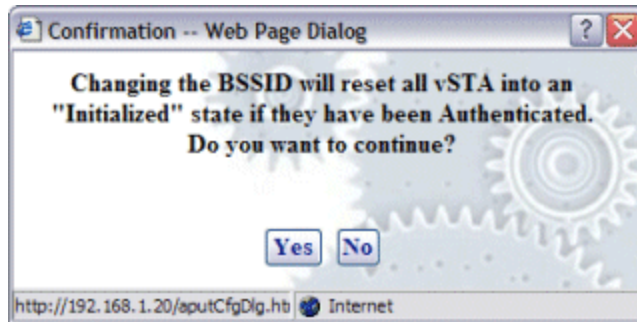 Confirmation -- Web Page Dialog
Changing the BSSID will reset all vSTA into an
"Initialized" state if they have been Authenticated.
Do you want to continue?
Yes No
http://192.168.1.20/aputCfgDlg.htı Internet